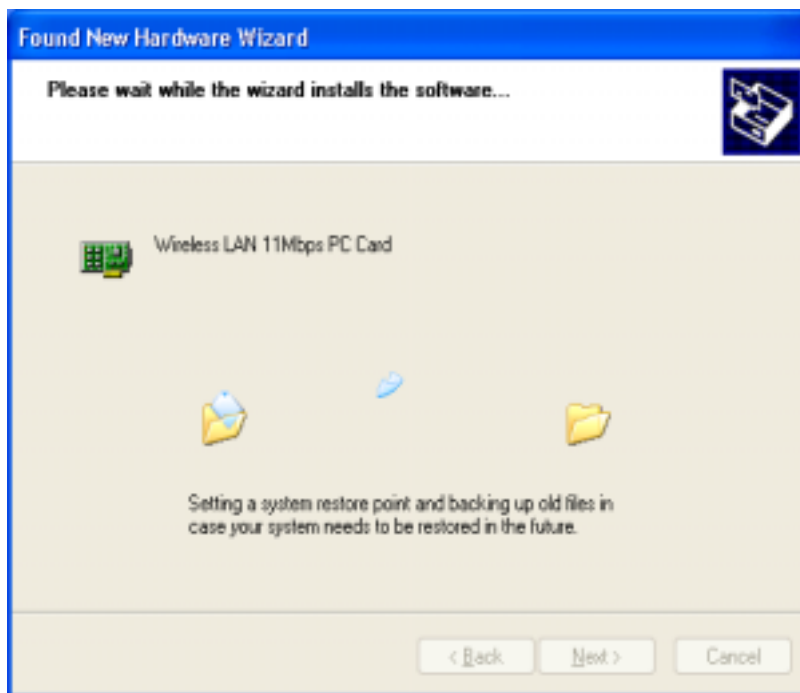 Found New Hardware Wizard
Please wait while the wizard installs the software...
Wireless LAN 11Mbps PC Card
Setting a system restore point and backing up old files in
case your system needs to be restored in the future.
< Back
Next >
Cancel